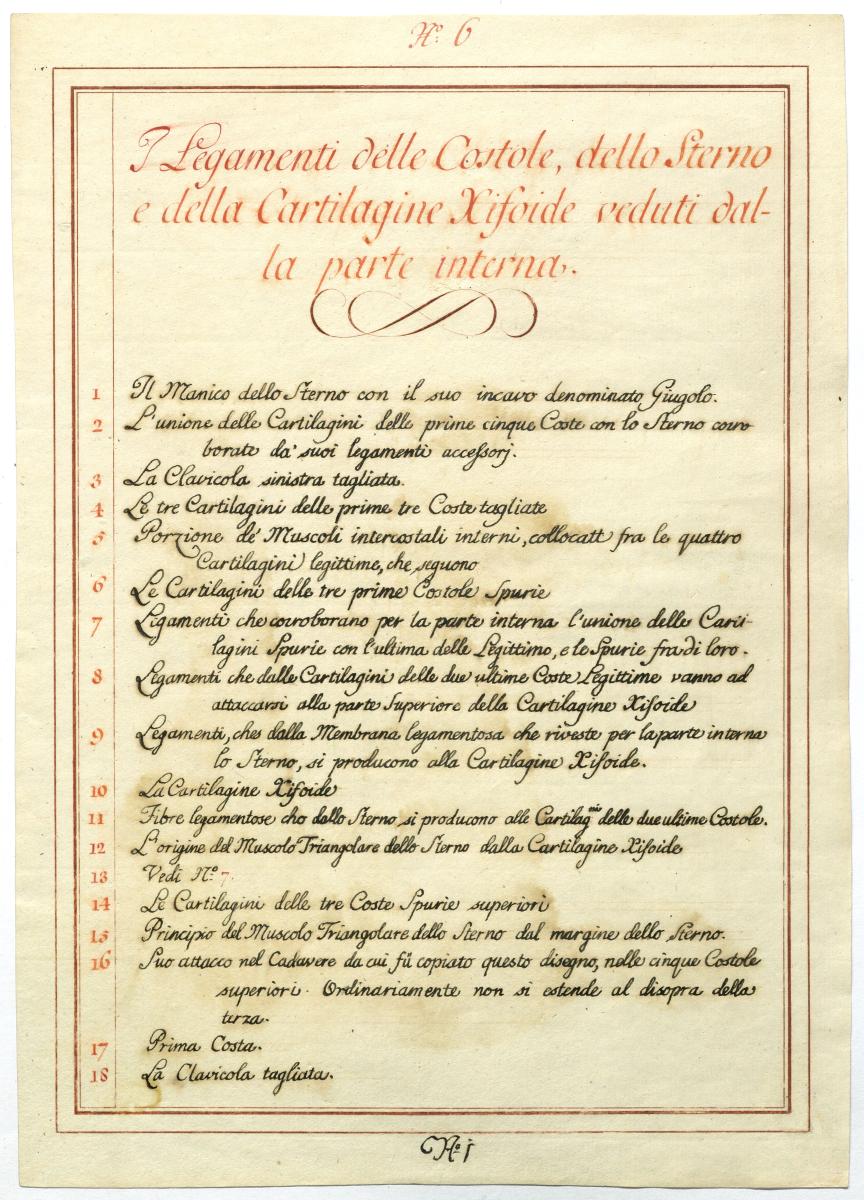 Nº. 6
I Legamenti delle Costole, dello Sterno
e della Cartilagine Xifoide veduti dal-
la parte interna.
1 Il Manico dello Sterno con il suo incavo denominato Giugolo.
2 L'unione delle Cartilagini delle prime cinque Coste con lo Sterno corro
borate da' suoi legamenti accessorj.
3 La Clavicola sinistra tagliata.
4 Le tre Cartilagini delle prime tre Coste tagliate
5 Porzione de' Muscoli intercostali interni, collocatt fra le quattro
Cartilagini legittime, che seguono
6 Le Cartilagini delle tre prime Costole Spurie
7 Legamenti che corroborano per la parte interna l'unione delle Carti-
lagini Spurie con l'ultima delle Legittimo, e le Spurie fra di loro.
8 Legamenti che dalle Cartilagini delle due ultime Coste Legittime vanno ad
attaccarsi alla parte Superiore della Cartilagine Xifoide
9 Legamenti, ches dalla Membrana legamentosa che riveste per la parte interna
lo Sterno, si producono alla Cartilagine Xifoide.
10 La Cartilagine Xifoide
11 Fibre legamentose cho dallo Sterno, si producono alle Cartilag.ni delle due ultime Costole.
12 L'origine del Muscolo Triangolare dello Sterno dalla Cartilagine Xifoide
13 Vedi Nº. 7.
14 Le Cartilagini delle tre Coste Spurie superiori
15 Principio del Muscolo Triangolare dello Sterno dal margine dello Sterno.
16 Suo attacco nel Cadavere da cui fù copiato questo disegno, nelle cinque Costole
superiori. Ordinariamente non si estende al disopra della
terza.
17 Prima Costa.
18 La Clavicola tagliata.
Nº. 1